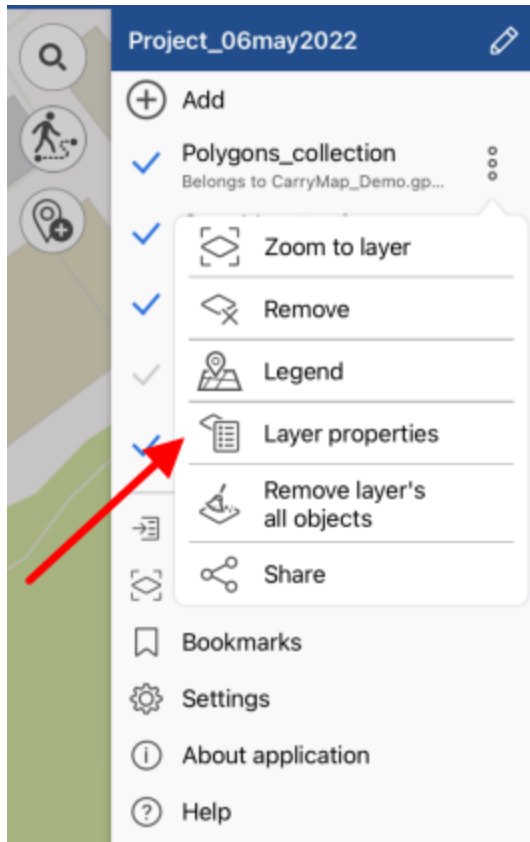 Project_06may2022
Add
Polygons_collection
Belongs to CarryMap_Demo.gp...
Zoom to layer
Remove
Legend
Layer properties
Remove layer's
all objects
Share
Bookmarks
Settings
About application
Help